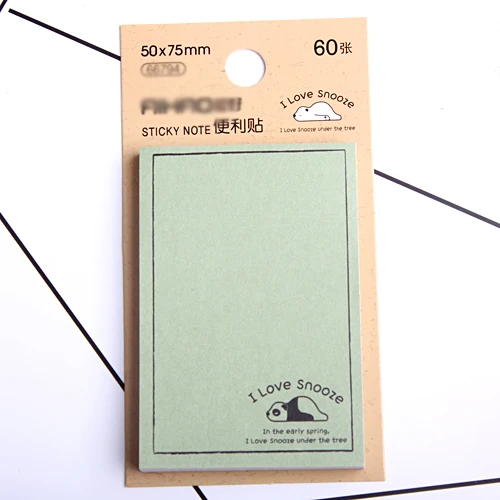 50x75mm
60张
66794
STICKY NOTE 便利贴
I Love Snooze
I Love Snooze under the tree
I Love Snooze
In the early spring,
I Love Snooze under the tree